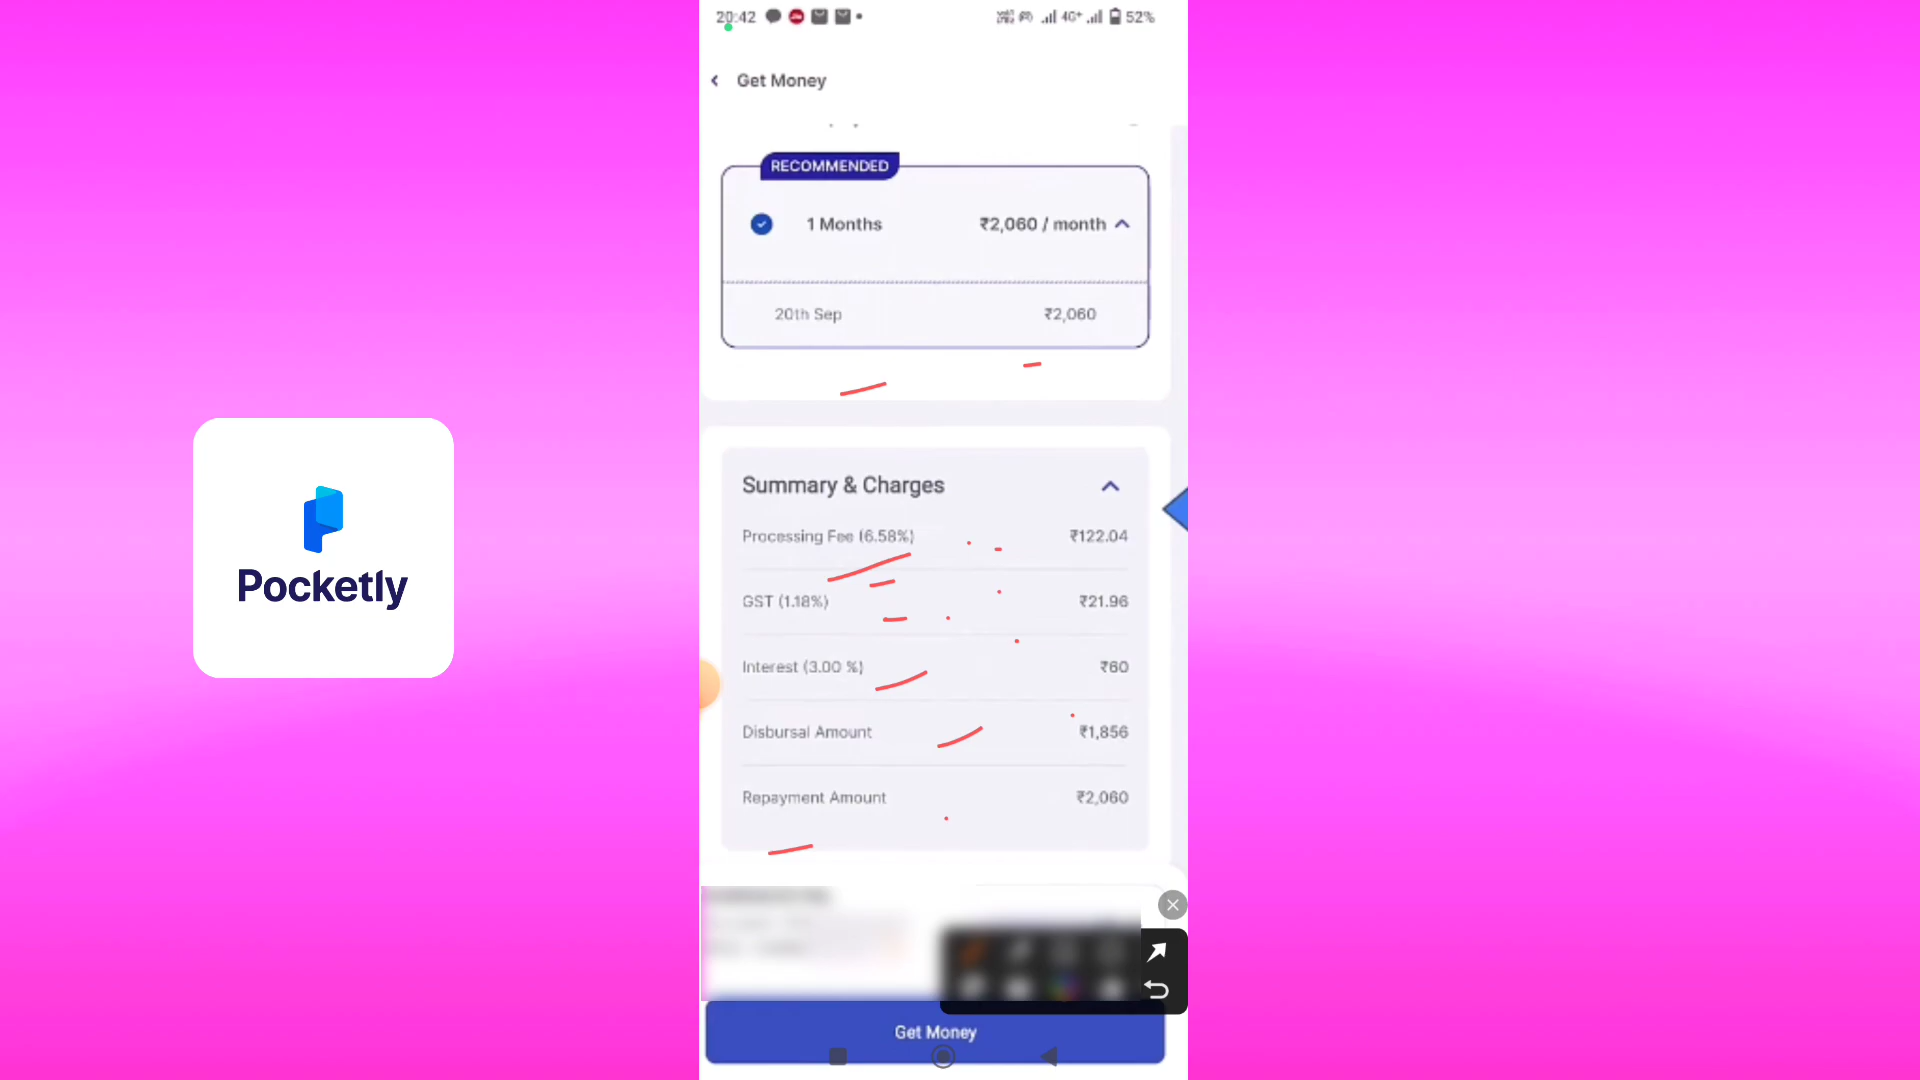 20:42
4G+ 52%
Get Money
RECOMMENDED
1 Months ₹2,060 / month
20th Sep ₹2,060
Summary & Charges
Processing Fee (6.58%) ₹122.04
GST (1.18%) ₹21.96
Interest (3.00 %) ₹60
Disbursal Amount ₹1,856
Repayment Amount ₹2,060
Get Money
Pocketly